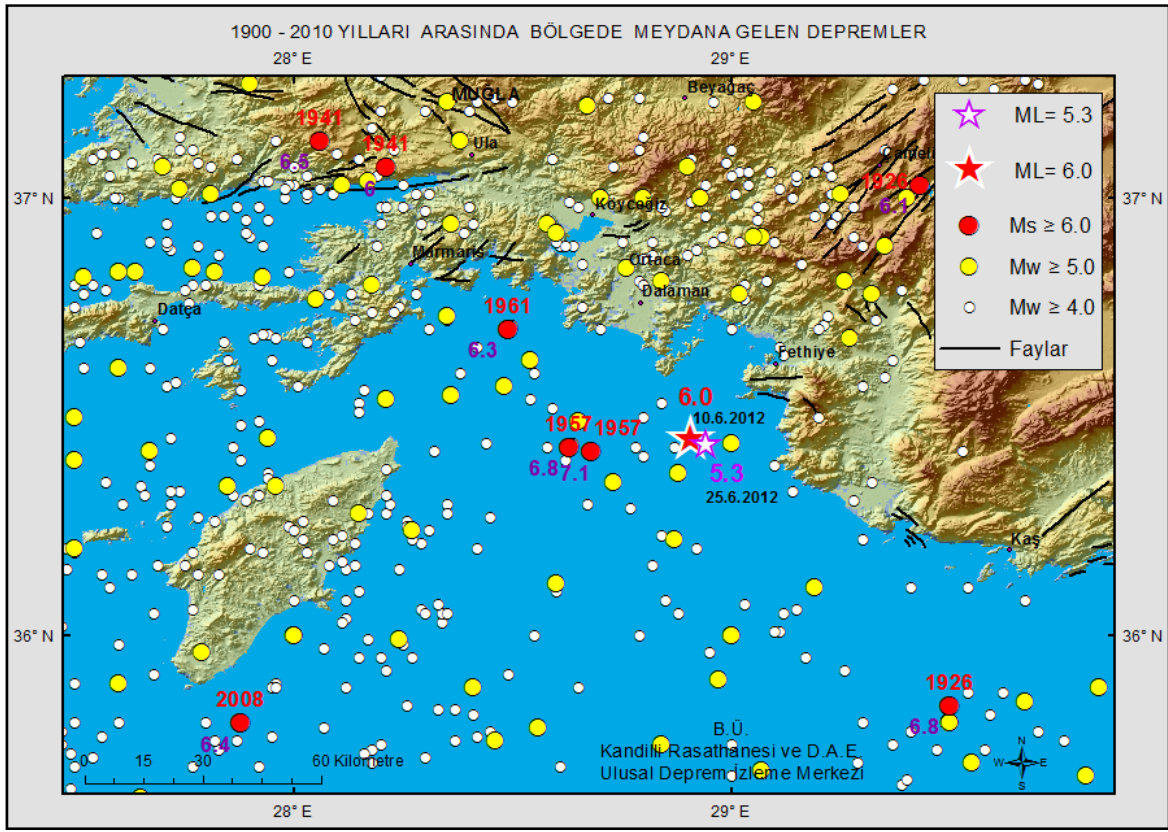 1900 - 2010 YILLARI ARASINDA BÖLGEDE MEYDANA GELEN DEPREMLER
28° E
29° E
MUĞLA
Beyağaç
1941
1941
Ula
6.5
6
Çameli
1926
6.1
37° N
37° N
Köyceğiz
Marmaris
Ortaca
Dalaman
Datça
1961
6.3
Fethiye
6.0
10.6.2012
1957
1957
6.8
7.1
5.3
25.6.2012
Kaş
36° N
36° N
2008
6.4
1926
6.8
B.Ü.
Kandilli Rasathanesi ve D.A.E.
Ulusal Deprem İzleme Merkezi
0 15 30 60 Kilometre
N
W E
S
28° E
29° E
ML= 5.3
ML= 6.0
Ms ≥ 6.0
Mw ≥ 5.0
Mw ≥ 4.0
Faylar